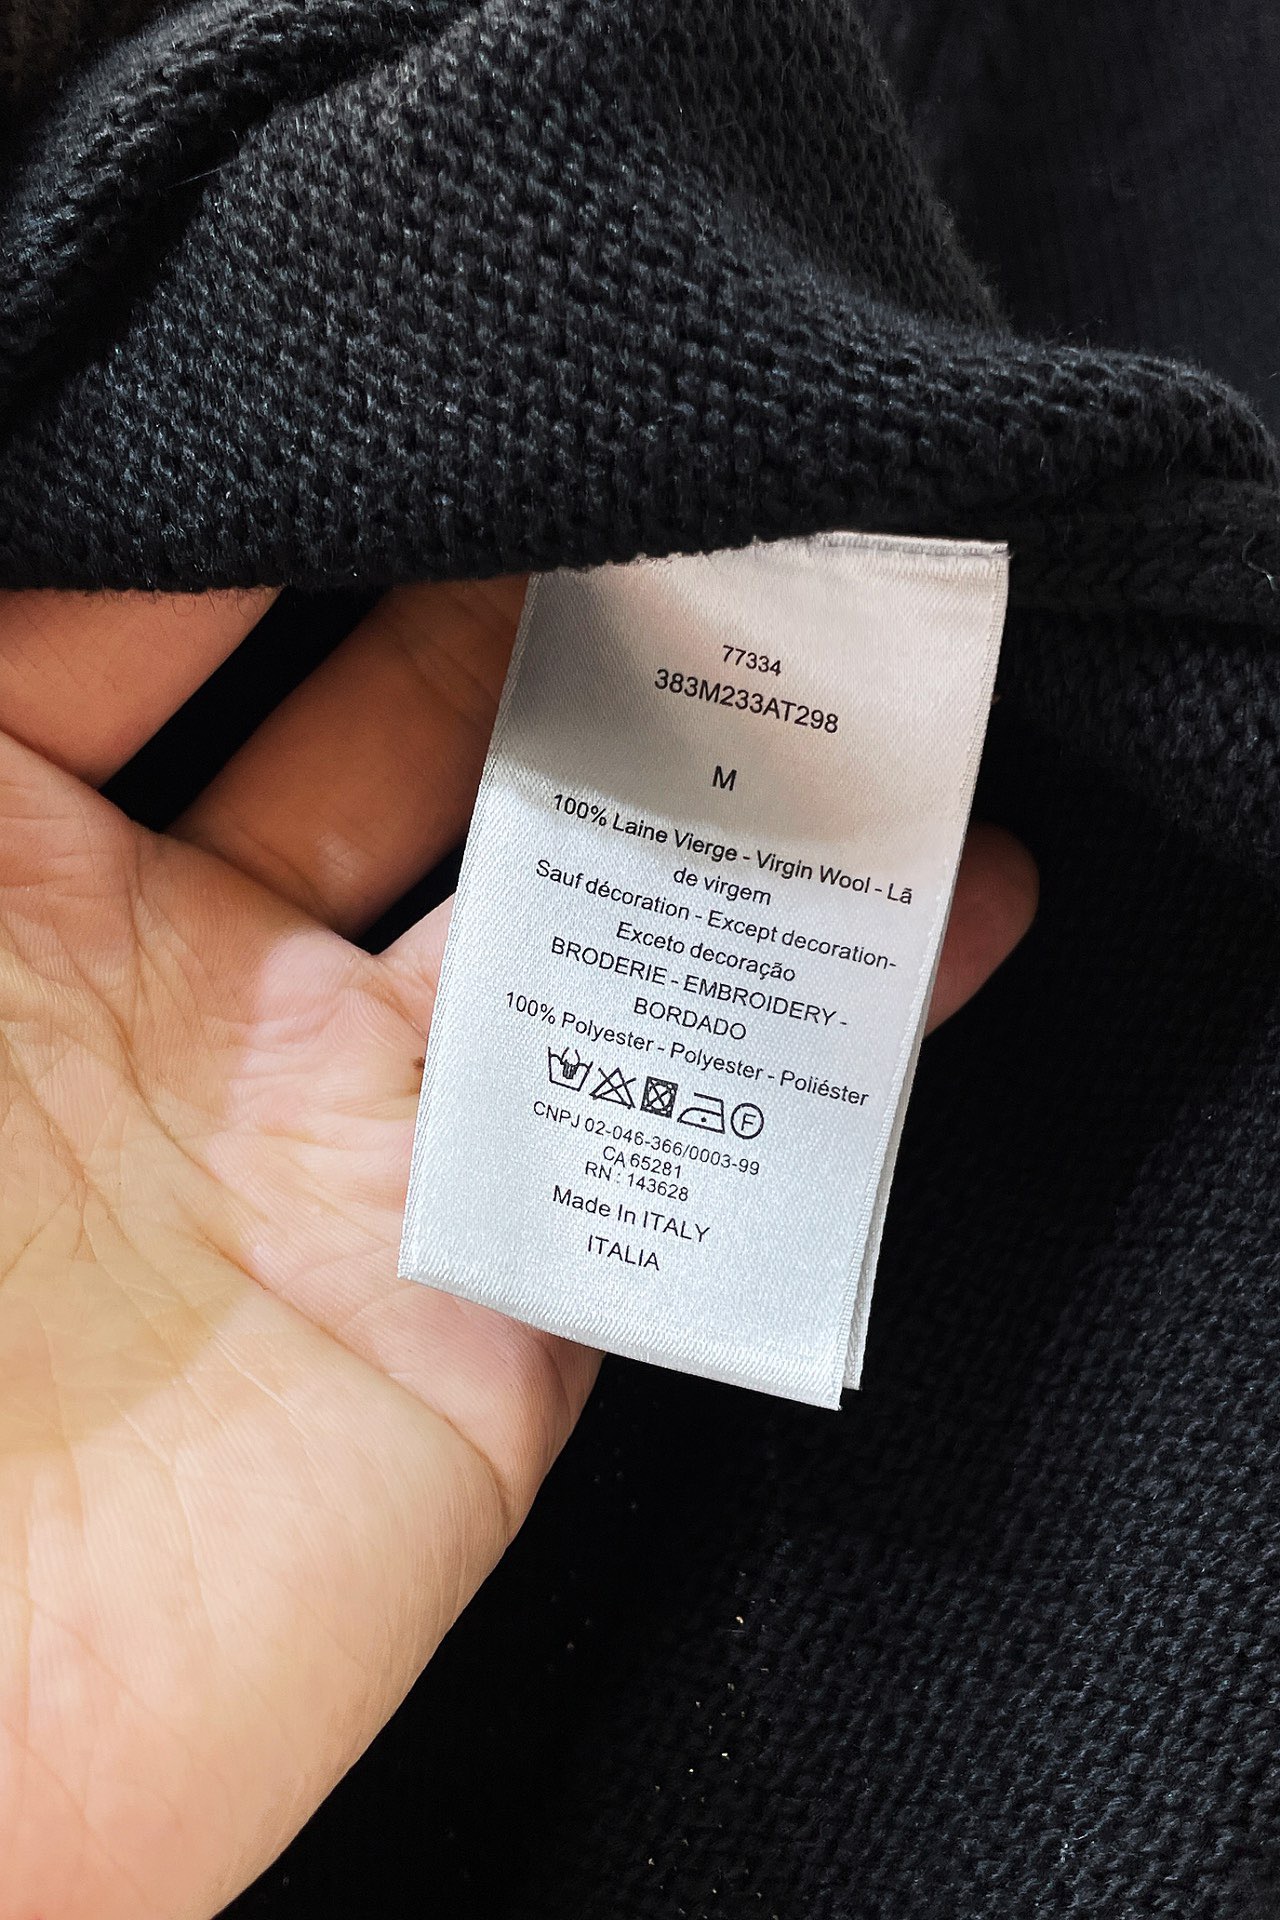 77334
383M233AT298
M
100% Laine Vierge - Virgin Wool - Lã
de virgem
Sauf décoration - Except decoration-
Exceto decoração
BRODERIE - EMBROIDERY -
BORDADO
100% Polyester - Polyester - Poliéster
F
CNPJ 02-046-366/0003-99
CA 65281
RN : 143628
Made In ITALY
ITALIA